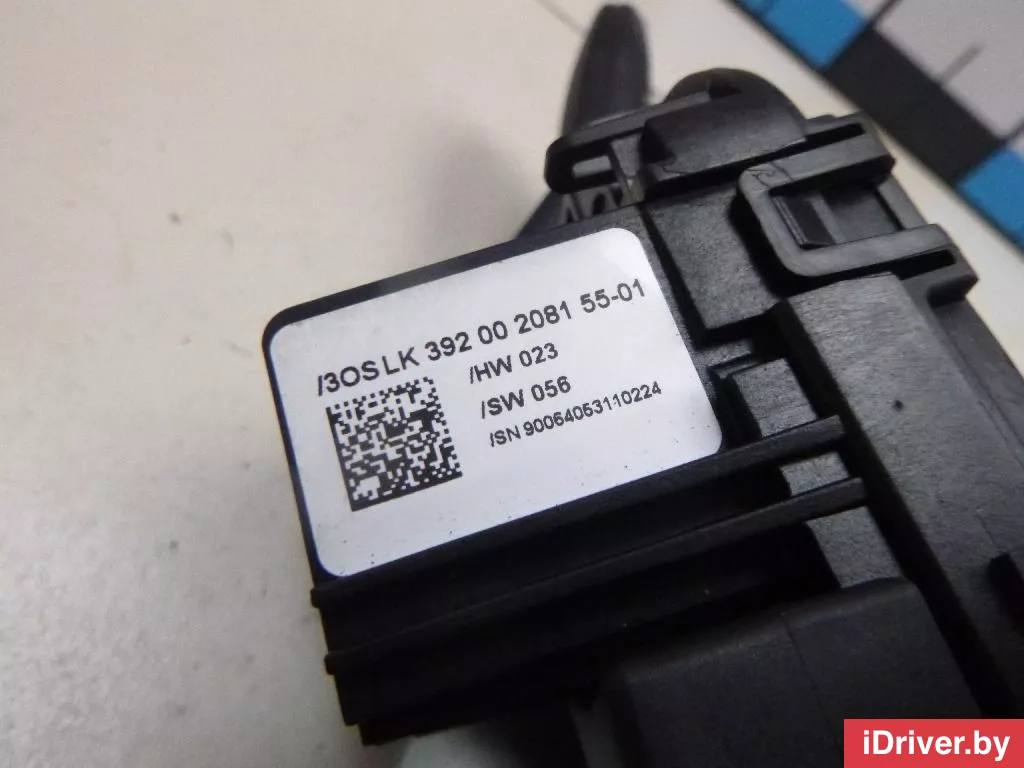 /3OS LK 392 00 2081 55-01
/HW 023
/SW 056
/SN 90064053110224
iDriver.by